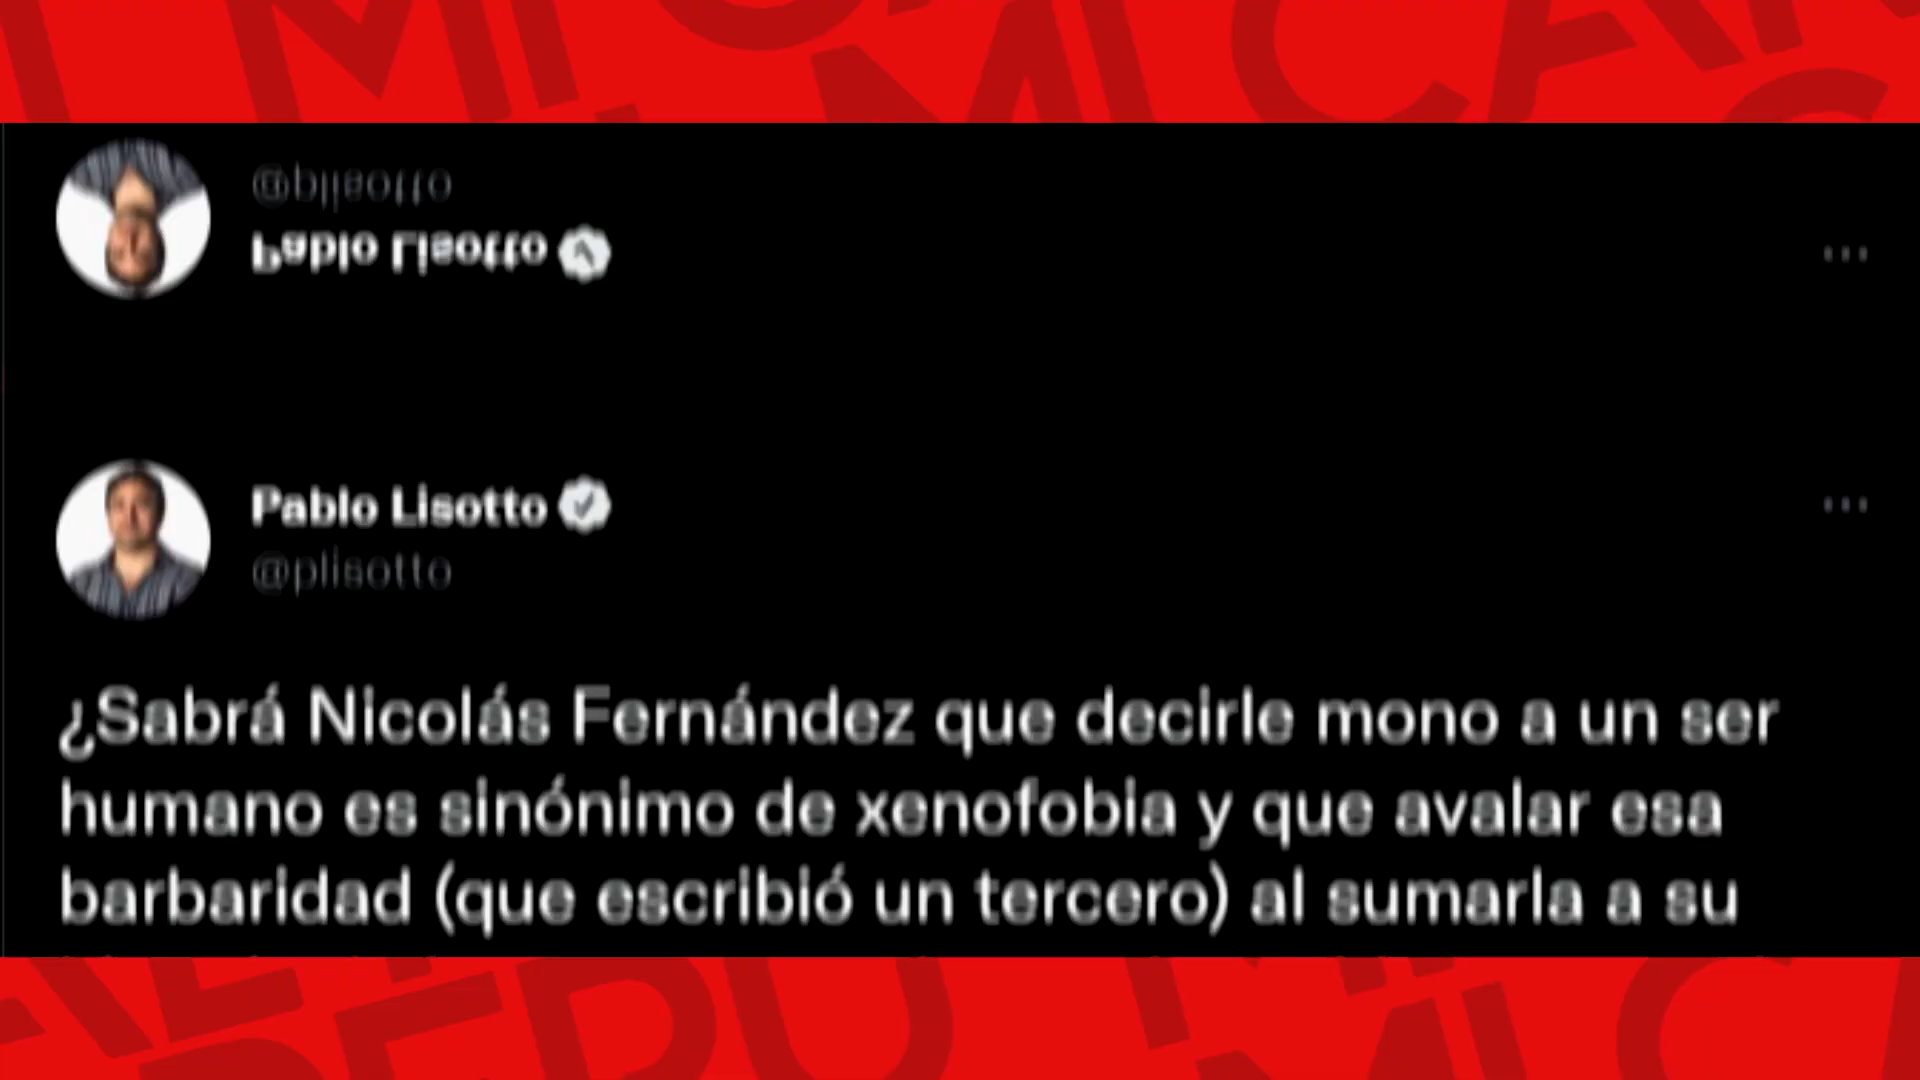 @plisotto
Pablo Lisotto
Pablo Lisotto
@plisotto
¿Sabrá Nicolás Fernández que decirle mono a un ser
humano es sinónimo de xenofobia y que avalar esa
barbaridad (que escribió un tercero) al sumarla a su